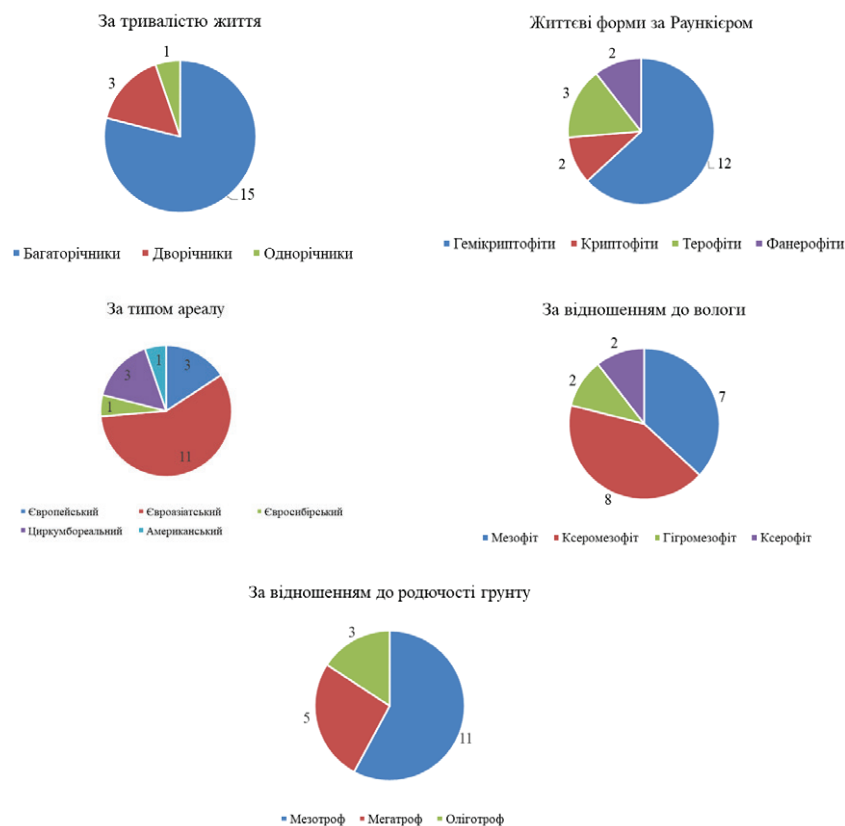 За тривалістю життя
1
3
15
Багаторічники Дворічники Однорічники
Життєві форми за Раункієром
2
3
2
12
Гемікриптофіти Криптофіти Терофіти Фанерофіти
За типом ареалу
1
3
3
1
11
Європейський Євроазіатський Євросибірський
Циркумбореальний Американський
За відношенням до вологи
2
2
7
8
Мезофіт Ксеромезофіт Гігромезофіт Ксерофіт
За відношенням до родючості грунту
3
5
11
Мезотроф Мегатроф Оліготроф